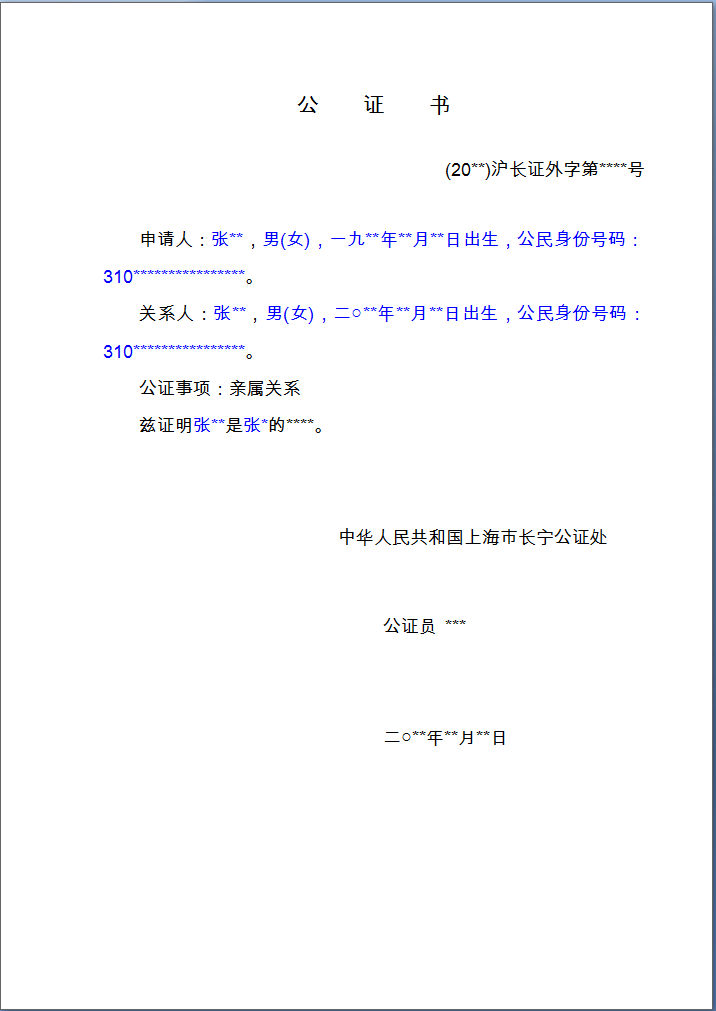 公 证 书
(20**)沪长证外字第****号
申请人：张**，男(女)，一九**年**月**日出生，公民身份号码：
310****************。
关系人：张**，男(女)，二○**年**月**日出生，公民身份号码：
310****************。
公证事项：亲属关系
兹证明张**是张*的****。
中华人民共和国上海市长宁公证处
公证员 ***
二○**年**月**日